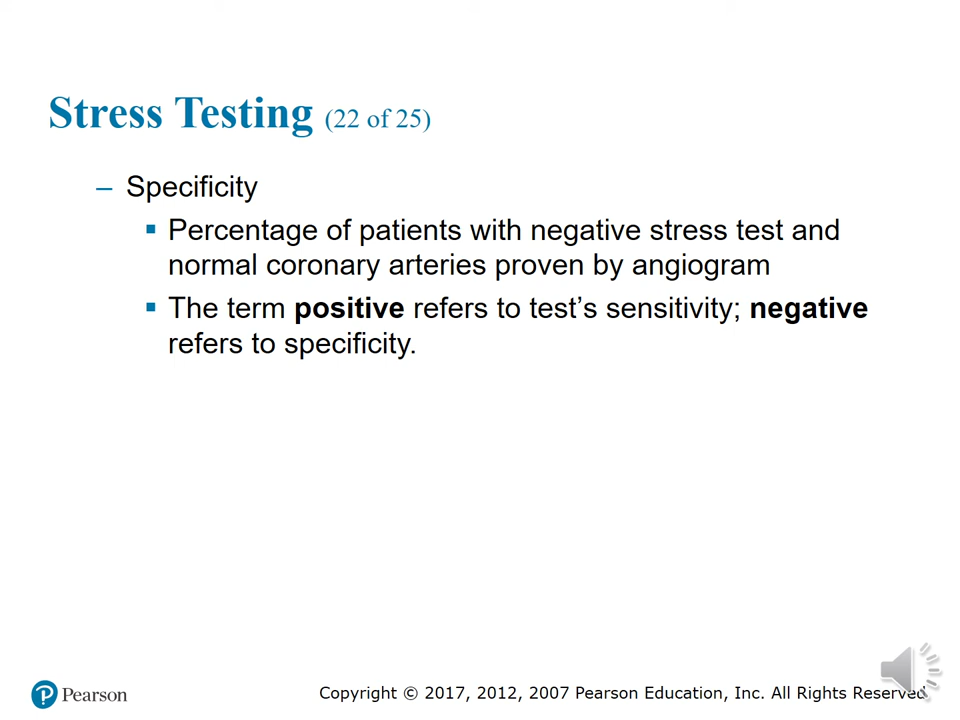 Stress Testing (22 of 25)
– Specificity
▪ Percentage of patients with negative stress test and
normal coronary arteries proven by angiogram
▪ The term positive refers to test’s sensitivity; negative
refers to specificity.
Pearson
Copyright © 2017, 2012, 2007 Pearson Education, Inc. All Rights Reserved